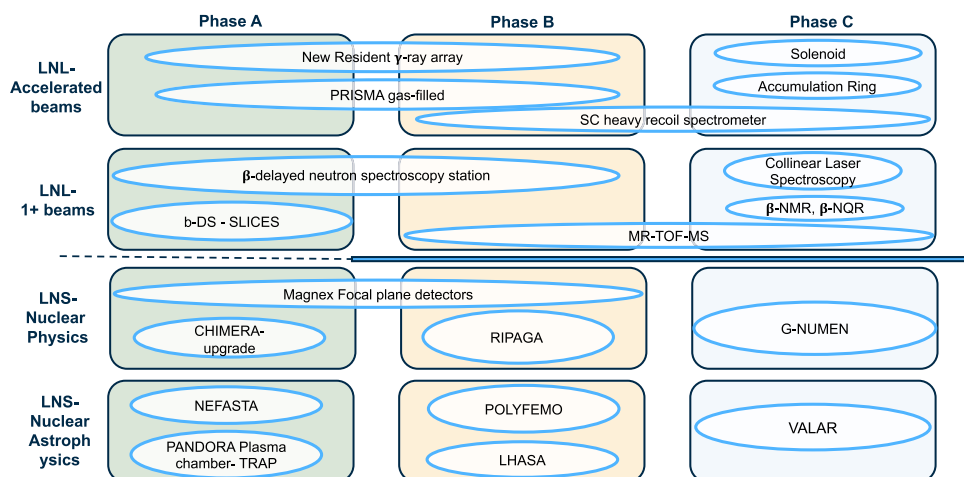 Phase A
Phase B
Phase C
LNL-
Accelerated
beams
New Resident γ-ray array
PRISMA gas-filled
SC heavy recoil spectrometer
Solenoid
Accumulation Ring
LNL-
1+ beams
β-delayed neutron spectroscopy station
b-DS - SLICES
Collinear Laser
Spectroscopy
β-NMR, β-NQR
MR-TOF-MS
LNS-
Nuclear
Physics
Magnex Focal plane detectors
CHIMERA-
upgrade
RIPAGA
G-NUMEN
LNS-
Nuclear
Astroph
ysics
NEFASTA
PANDORA Plasma
chamber- TRAP
POLYFEMO
LHASA
VALAR